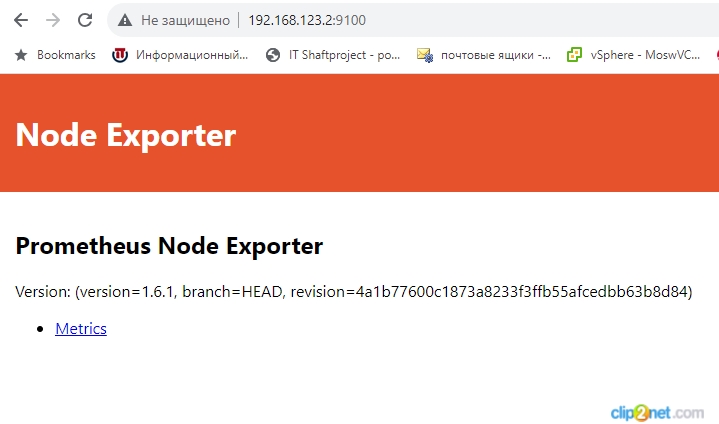 Не защищено | 192.168.123.2:9100
Bookmarks Информационный... IT Shaftproject - po... почтовые ящики -... vSphere - MoswVC...
Node Exporter
Prometheus Node Exporter
Version: (version=1.6.1, branch=HEAD, revision=4a1b77600c1873a8233f3ffb55afcedbb63b8d84)
• Metrics
clip2net.com